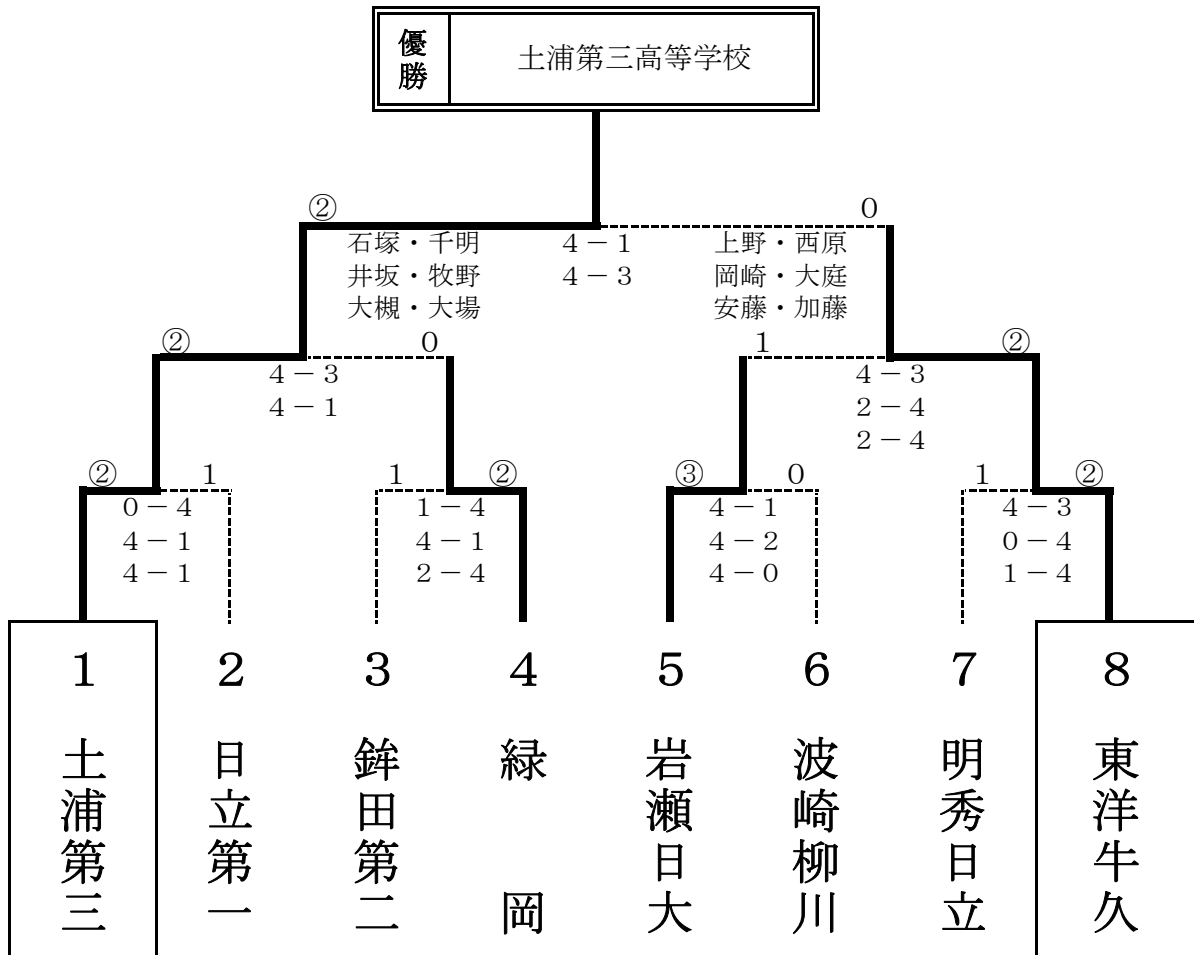 優勝
土浦第三高等学校
② 0
石塚・千明 4－1 上野・西原
井坂・牧野 4－3 岡崎・大庭
大槻・大場 安藤・加藤
② 0 1 ②
4－3 4－3
4－1 2－4
2－4
② 1 1 ② ③ 0 1 ②
0－4 1－4 4－1 4－3
4－1 4－1 4－2 0－4
4－1 2－4 4－0 1－4
1 2 3 4 5 6 7 8
土浦第三
日立第一
鉾田第二
緑岡
岩瀬日大
波崎柳川
明秀日立
東洋牛久